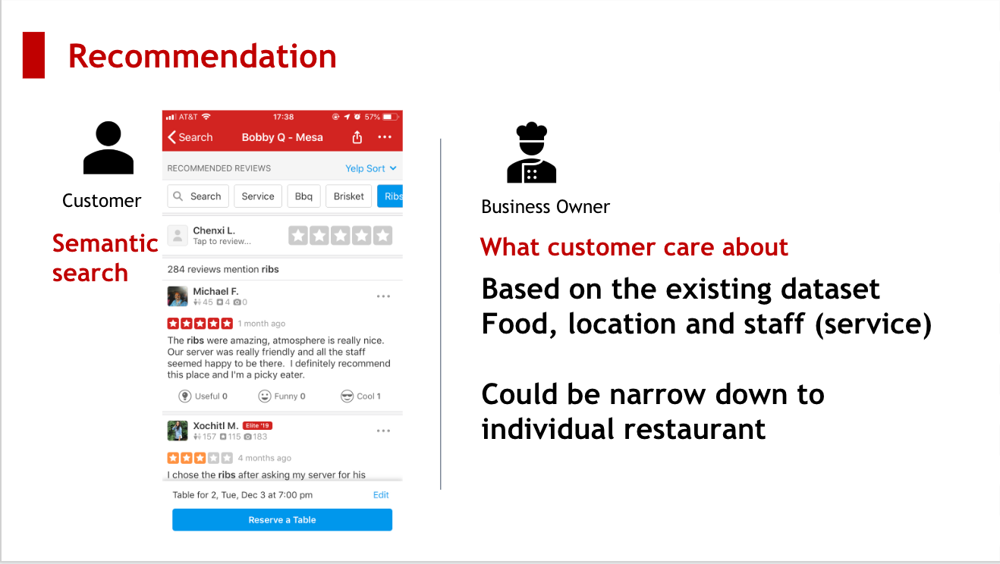 Recommendation
Customer
Semantic
search
AT&T 17:38 57%
Search Bobby Q - Mesa
RECOMMENDED REVIEWS Yelp Sort
Search Service Bbq Brisket Ribs
Chenxi L.
Tap to review...
284 reviews mention ribs
Michael F.
45 4 0
1 month ago
The ribs were amazing, atmosphere is really nice.
Our server was really friendly and all the staff
seemed happy to be there. I definitely recommend
this place and I'm a picky eater.
Useful 0 Funny 0 Cool 1
Xochitl M. Elite '19
157 115 183
4 months ago
I chose the ribs after asking my server for his
Table for 2, Tue, Dec 3 at 7:00 pm Edit
Reserve a Table
Business Owner
What customer care about
Based on the existing dataset
Food, location and staff (service)
Could be narrow down to
individual restaurant